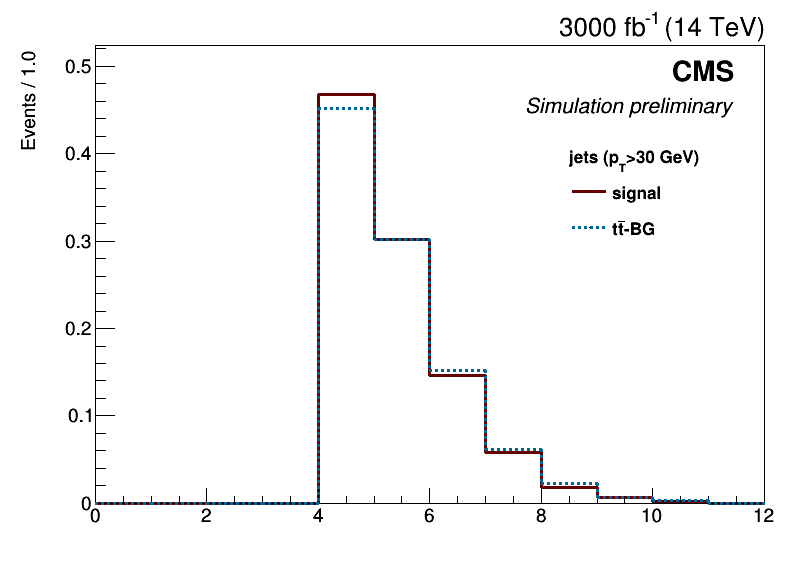 3000 fb⁻¹ (14 TeV)
Events / 1.0
CMS
Simulation preliminary
jets (p_T>30 GeV)
signal
tt̄-BG
0.5
0.4
0.3
0.2
0.1
0
0 2 4 6 8 10 12